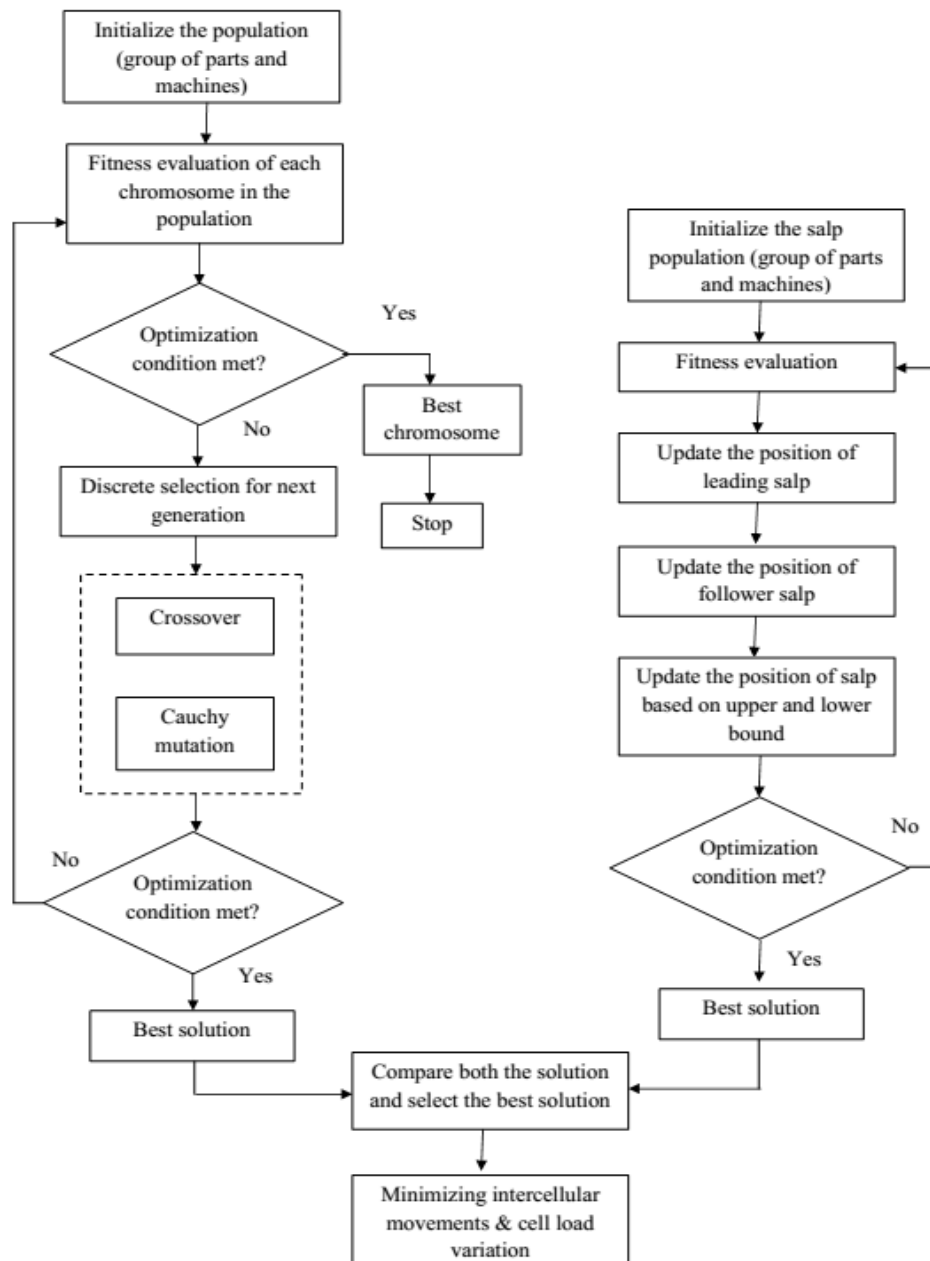 Initialize the population
(group of parts and
machines)
Fitness evaluation of each
chromosome in the
population
Optimization
condition met?
Yes
Best
chromosome
Stop
No
Discrete selection for next
generation
Crossover
Cauchy
mutation
No
Optimization
condition met?
Yes
Best solution
Initialize the salp
population (group of parts
and machines)
Fitness evaluation
Update the position of
leading salp
Update the position of
follower salp
Update the position of salp
based on upper and lower
bound
No
Optimization
condition met?
Yes
Best solution
Compare both the solution
and select the best solution
Minimizing intercellular
movements & cell load
variation